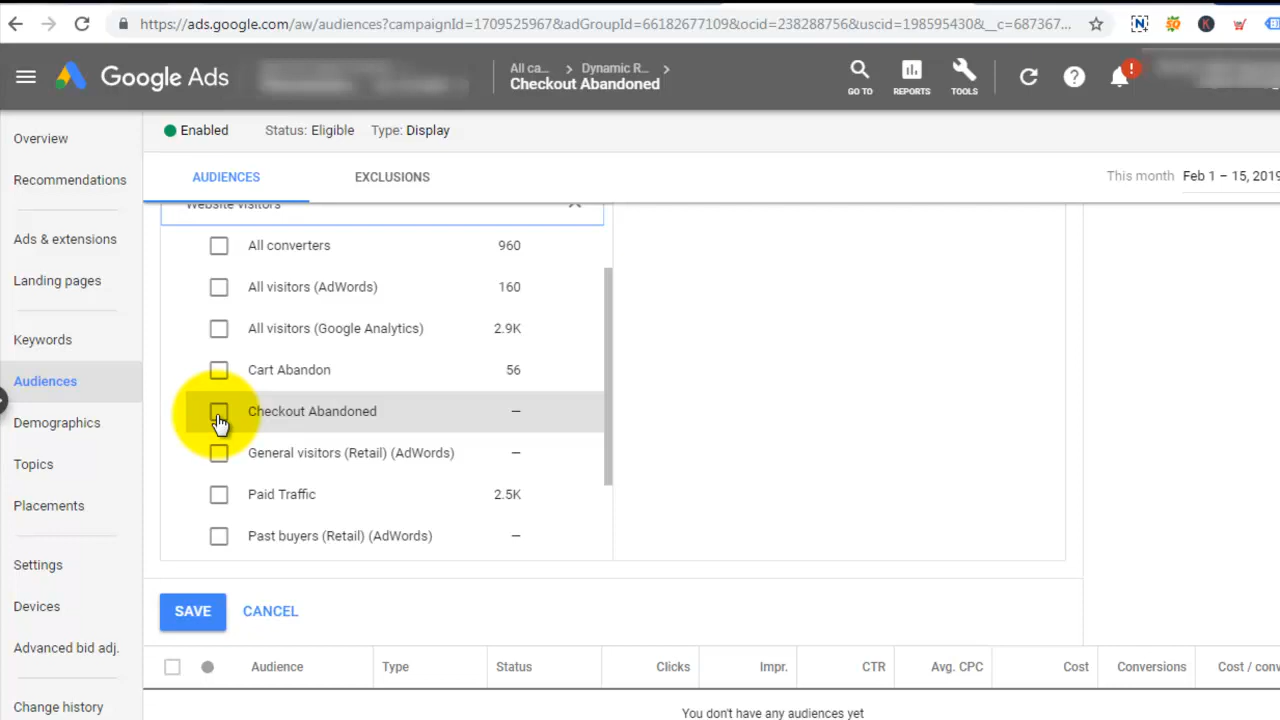 https://ads.google.com/aw/audiences?campaignId=1709525967&adGroupId=66182677109&ocid=2382888756&uscid=198595430&__c=687367...
Google Ads
All ca... > Dynamic R... >
Checkout Abandoned
GO TO
REPORTS
TOOLS
Enabled Status: Eligible Type: Display
AUDIENCES EXCLUSIONS
This month Feb 1 – 15, 2019
Overview
Recommendations
Ads & extensions
Landing pages
Keywords
Audiences
Demographics
Topics
Placements
Settings
Devices
Advanced bid adj.
Change history
Website visitors
All converters 960
All visitors (AdWords) 160
All visitors (Google Analytics) 2.9K
Cart Abandon 56
Checkout Abandoned –
General visitors (Retail) (AdWords) –
Paid Traffic 2.5K
Past buyers (Retail) (AdWords) –
SAVE CANCEL
Audience Type Status Clicks Impr. CTR Avg. CPC Cost Conversions Cost / conv
You don't have any audiences yet